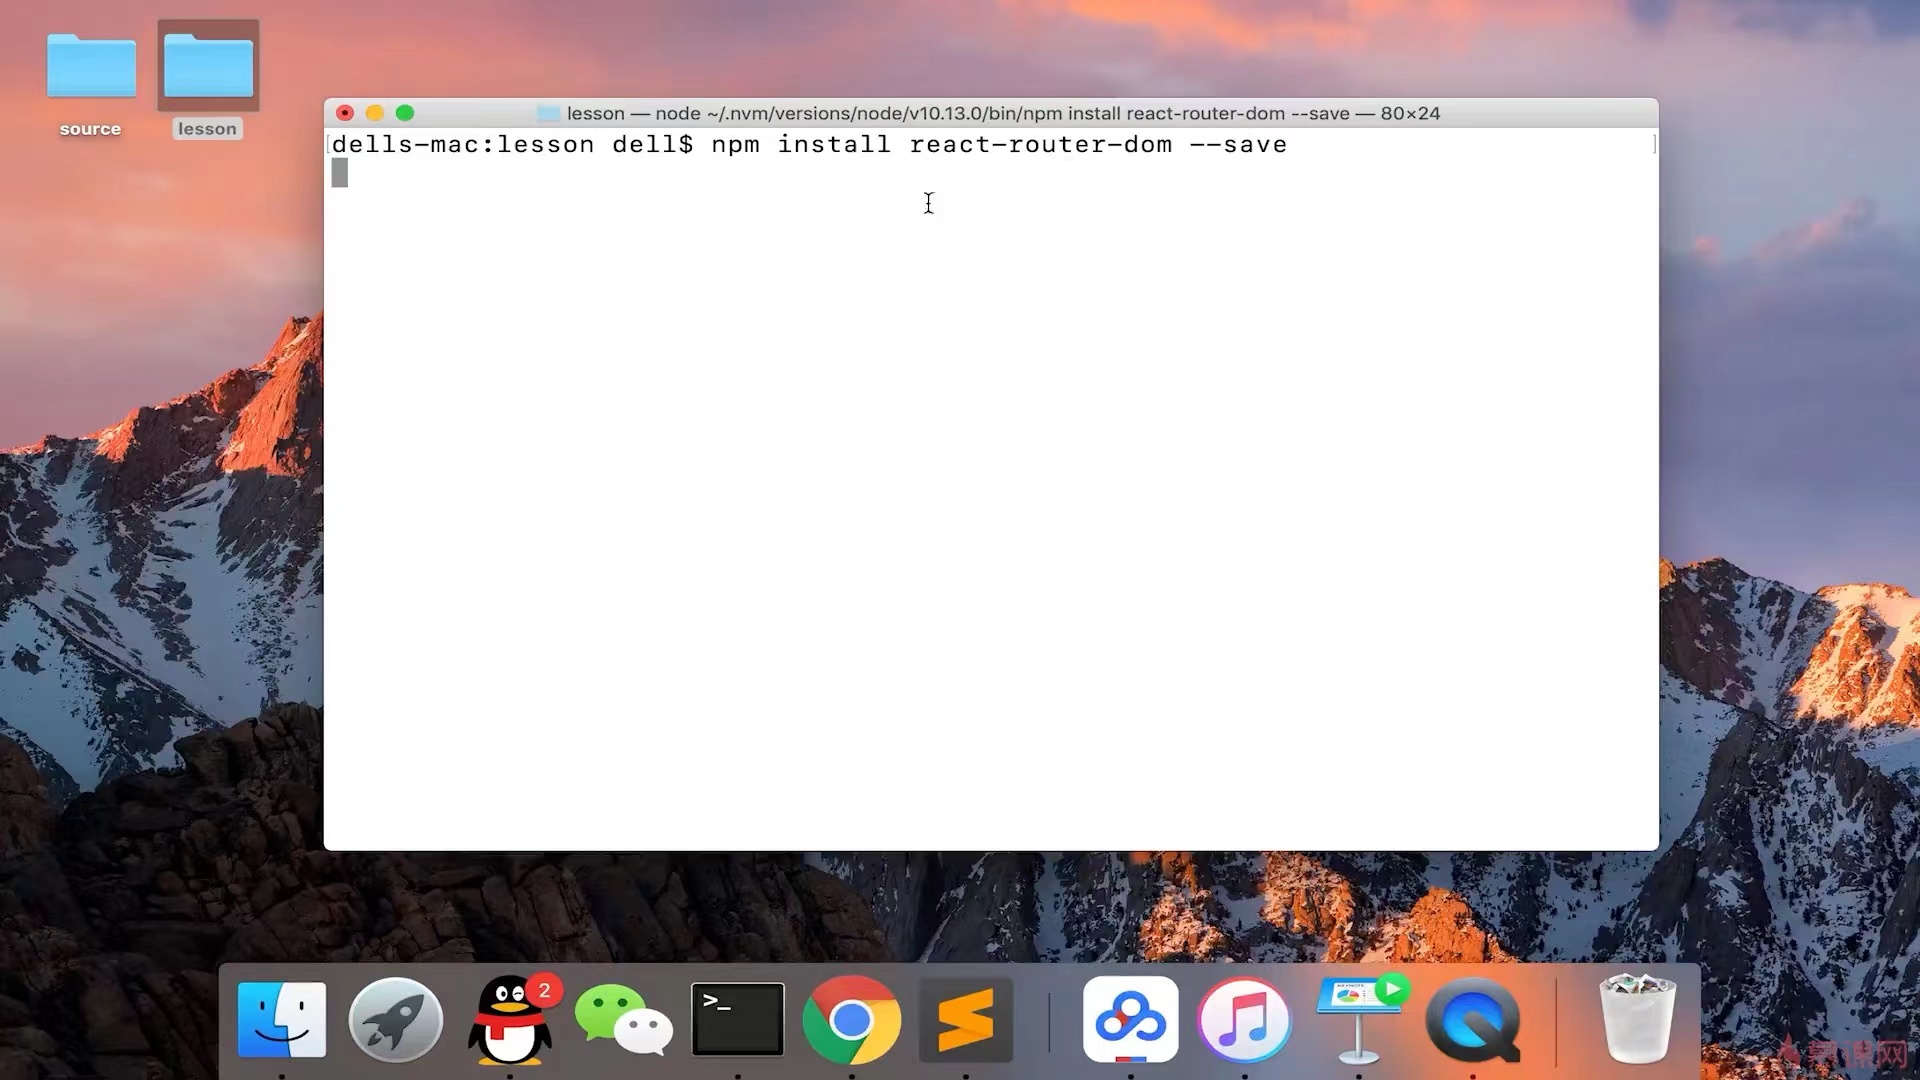 source
lesson
lesson — node ~/.nvm/versions/node/v10.13.0/bin/npm install react-router-dom --save — 80×24
dells-mac:lesson dell$ npm install react-router-dom --save
2
>_
KEYNOTE
慕课网